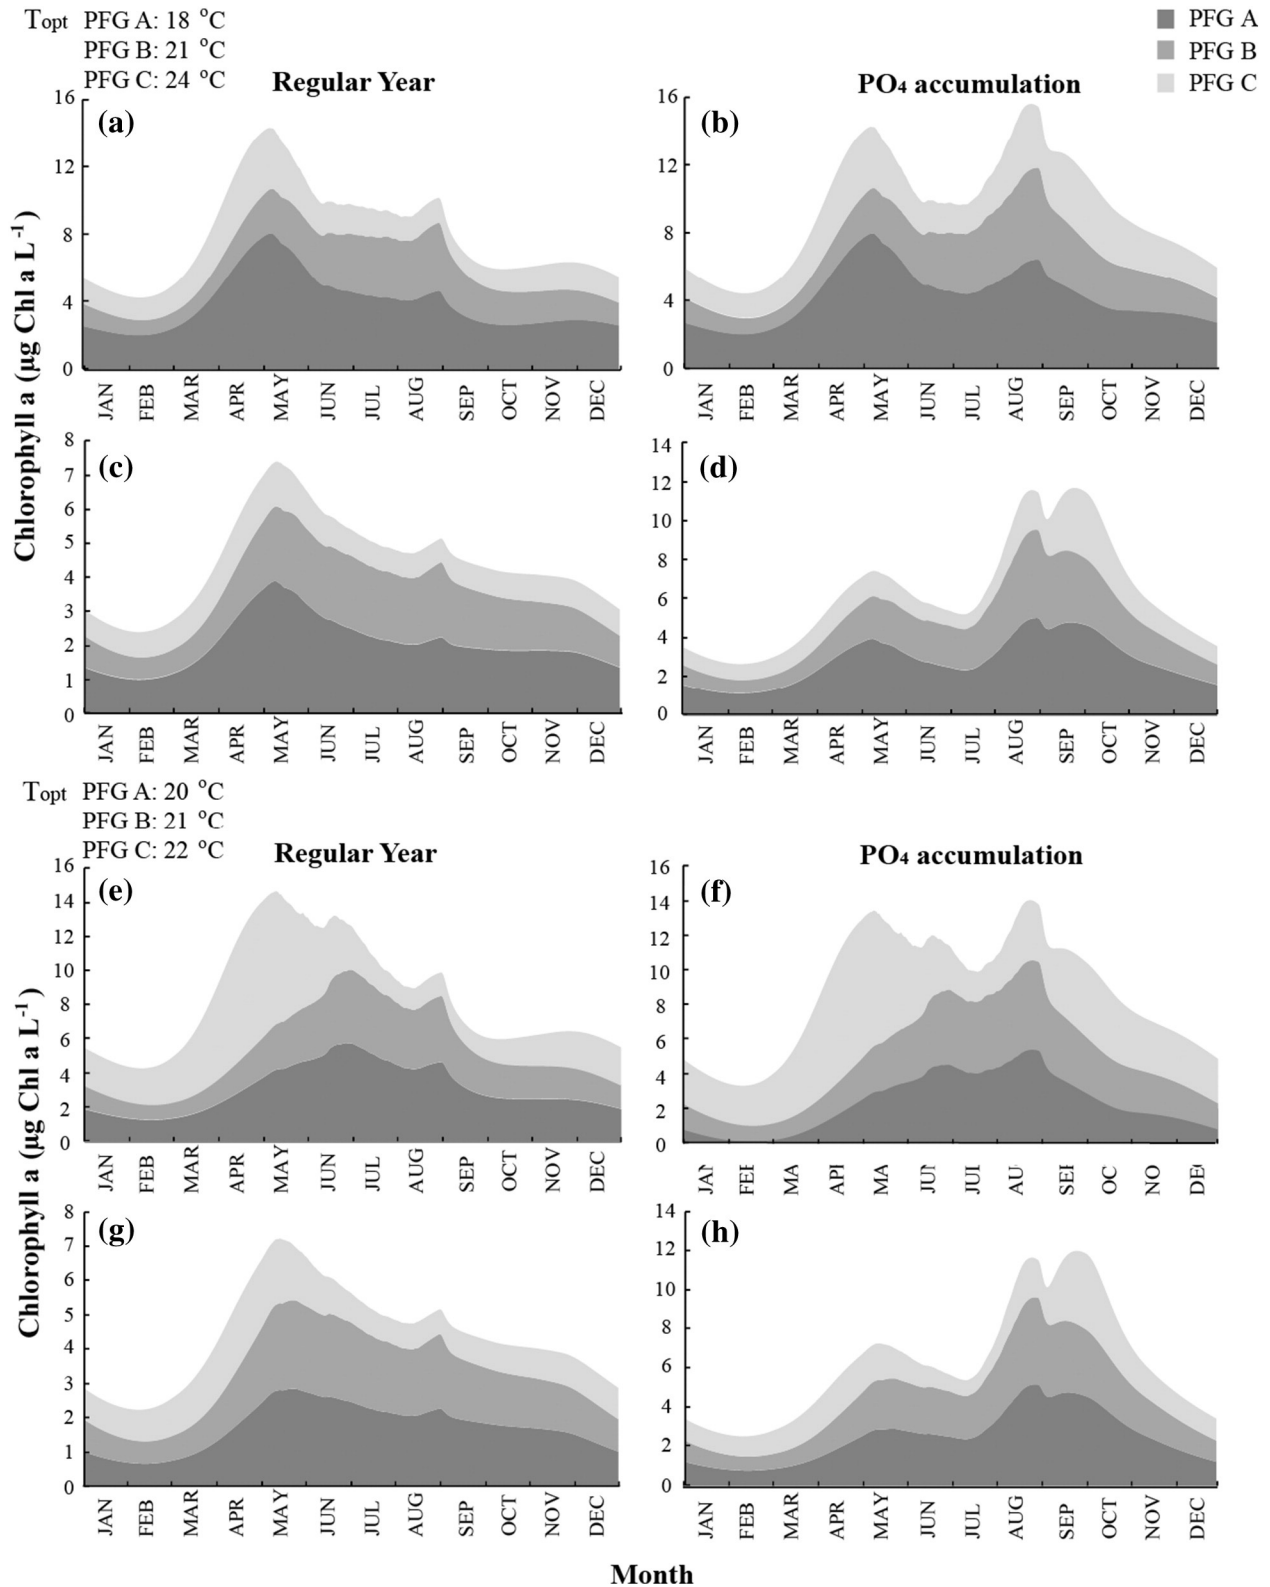 Topt PFG A: 18 °C
PFG B: 21 °C
PFG C: 24 °C
PFG A
PFG B
PFG C
Regular Year
PO4 accumulation
Chlorophyll a (µg Chl a L-1)
(a)
16
12
8
4
0
JAN FEB MAR APR MAY JUN JUL AUG SEP OCT NOV DEC
(b)
16
12
8
4
0
JAN FEB MAR APR MAY JUN JUL AUG SEP OCT NOV DEC
(c)
8
7
6
5
4
3
2
1
0
JAN FEB MAR APR MAY JUN JUL AUG SEP OCT NOV DEC
(d)
14
12
10
8
6
4
2
0
JAN FEB MAR APR MAY JUN JUL AUG SEP OCT NOV DEC
Topt PFG A: 20 °C
PFG B: 21 °C
PFG C: 22 °C
Regular Year
PO4 accumulation
Chlorophyll a (µg Chl a L-1)
(e)
16
14
12
10
8
6
4
2
0
JAN FEB MAR APR MAY JUN JUL AUG SEP OCT NOV DEC
(f)
16
14
12
10
8
6
4
2
0
MA AU OC NO
(g)
8
7
6
5
4
3
2
1
0
JAN FEB MAR APR MAY JUN JUL AUG SEP OCT NOV DEC
(h)
14
12
10
8
6
4
2
0
JAN FEB MAR APR MAY JUN JUL AUG SEP OCT NOV DEC
Month